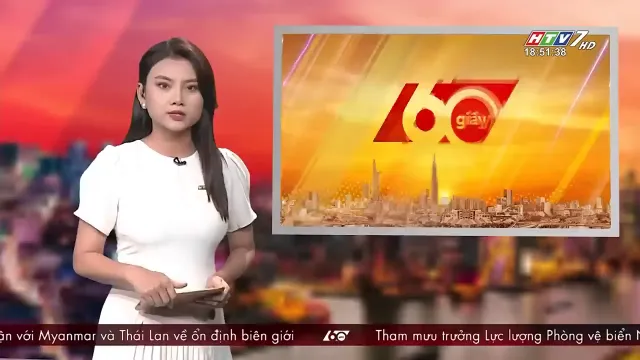 HTV7 HD
18:51:38
60 giây
ận với Myanmar và Thái Lan về ổn định biên giới 60 Tham mưu trưởng Lực lượng Phòng vệ biển N